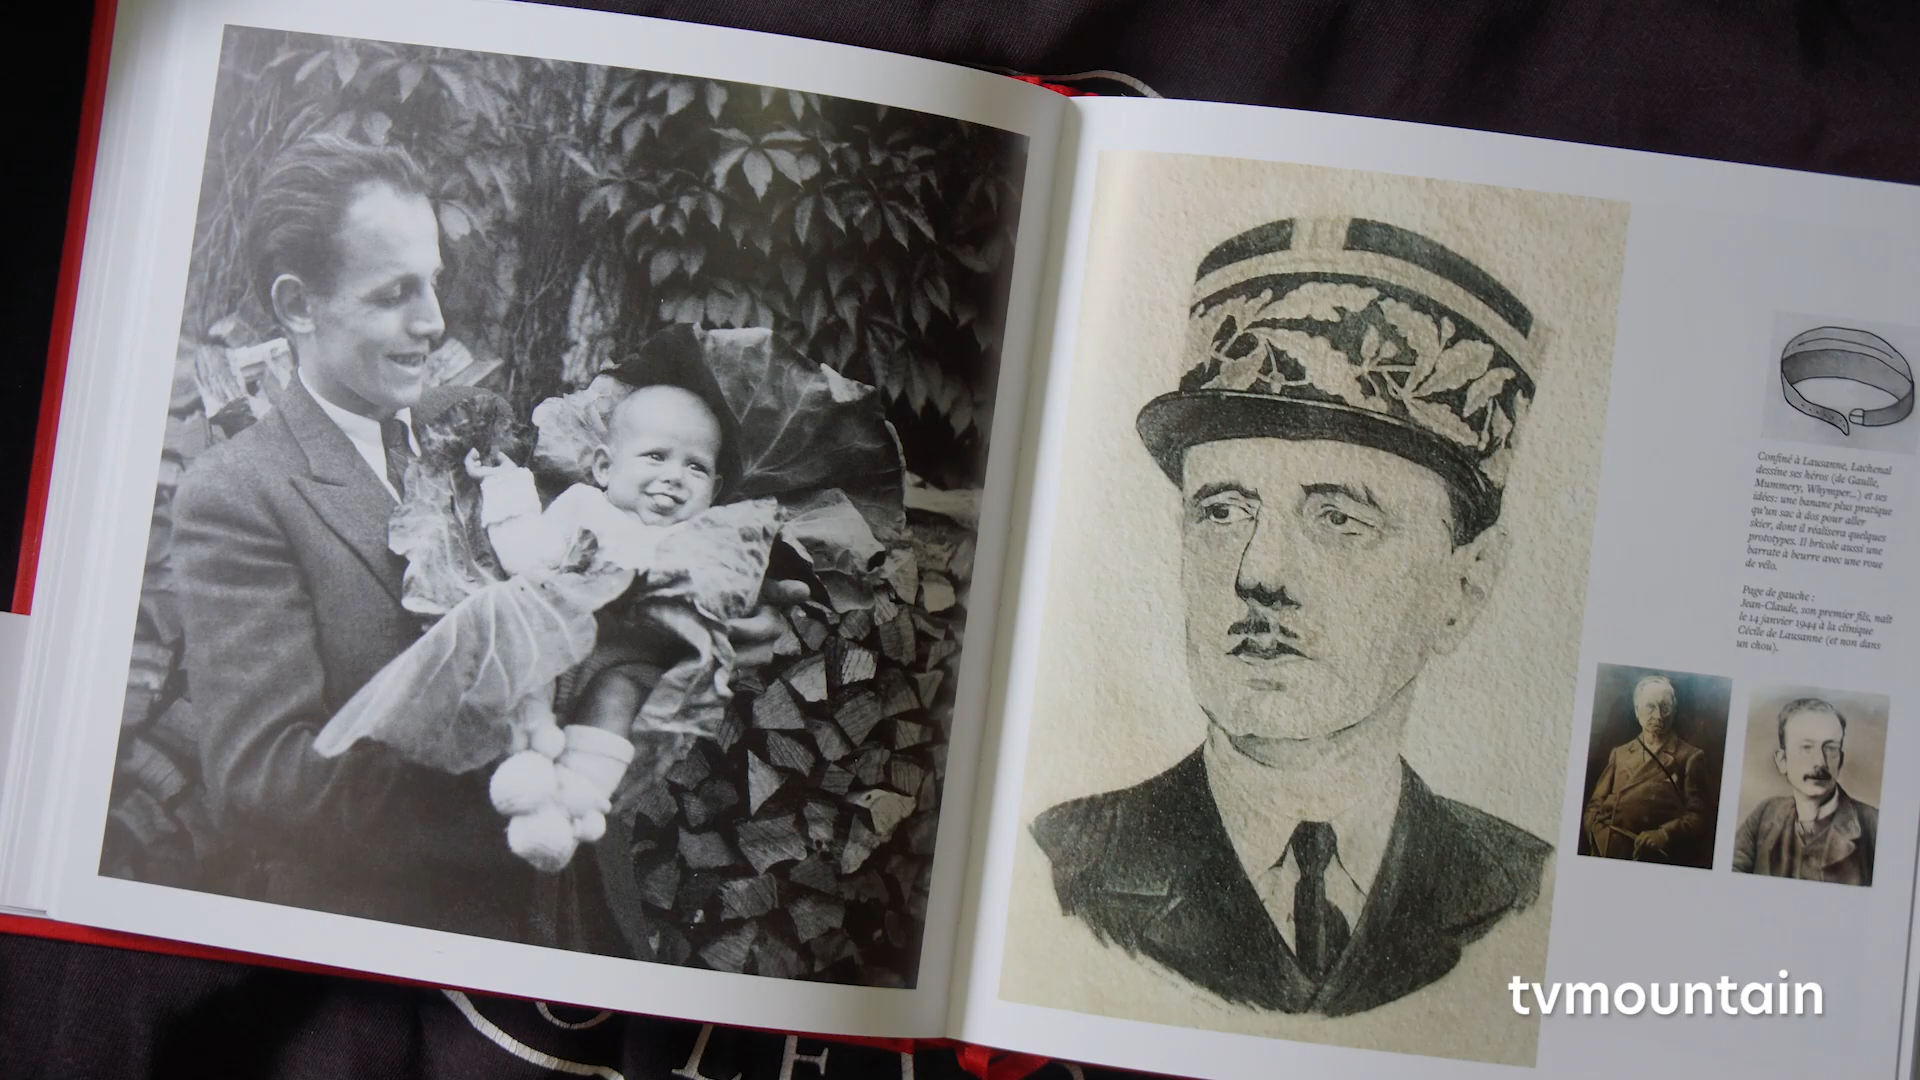 Confiné à Lausanne, Lachenal
dessine ses héros (de Gaulle,
Mummery, Whymper...) et ses
idées: une banane plus pratique
qu'un sac à dos pour aller
skier, dont il réalisera quelques
prototypes. Il bricole aussi une
barrate à beurre avec une roue
de vélo.
Page de gauche :
Jean-Claude, son premier fils, naît
le 14 janvier 1944 à la clinique
Cécile de Lausanne (et non dans
un chou).
tvmountain